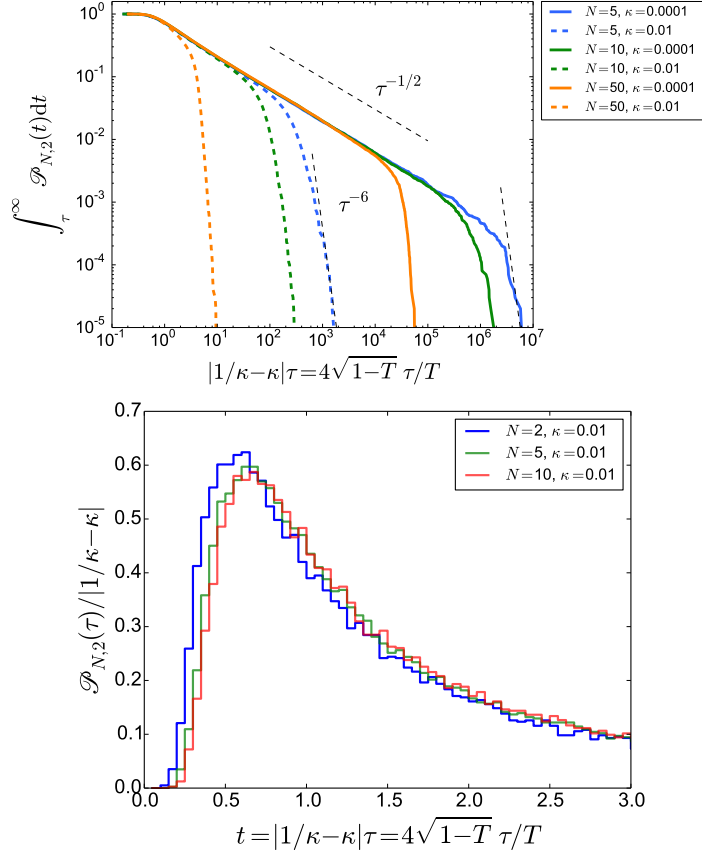 10⁰
10⁻¹
10⁻²
10⁻³
10⁻⁴
10⁻⁵
∫τ^∞ 𝒫N,2(t)dt
τ⁻¹/²
τ⁻⁶
N=5, κ=0.0001
N=5, κ=0.01
N=10, κ=0.0001
N=10, κ=0.01
N=50, κ=0.0001
N=50, κ=0.01
10⁻¹ 10⁰ 10¹ 10² 10³ 10⁴ 10⁵ 10⁶ 10⁷
|1/κ−κ|τ=4√1−T τ/T
0.7
0.6
0.5
0.4
0.3
0.2
0.1
0.0
𝒫N,2(τ)/|1/κ−κ|
N=2, κ=0.01
N=5, κ=0.01
N=10, κ=0.01
0.0 0.5 1.0 1.5 2.0 2.5 3.0
t=|1/κ−κ|τ=4√1−T τ/T